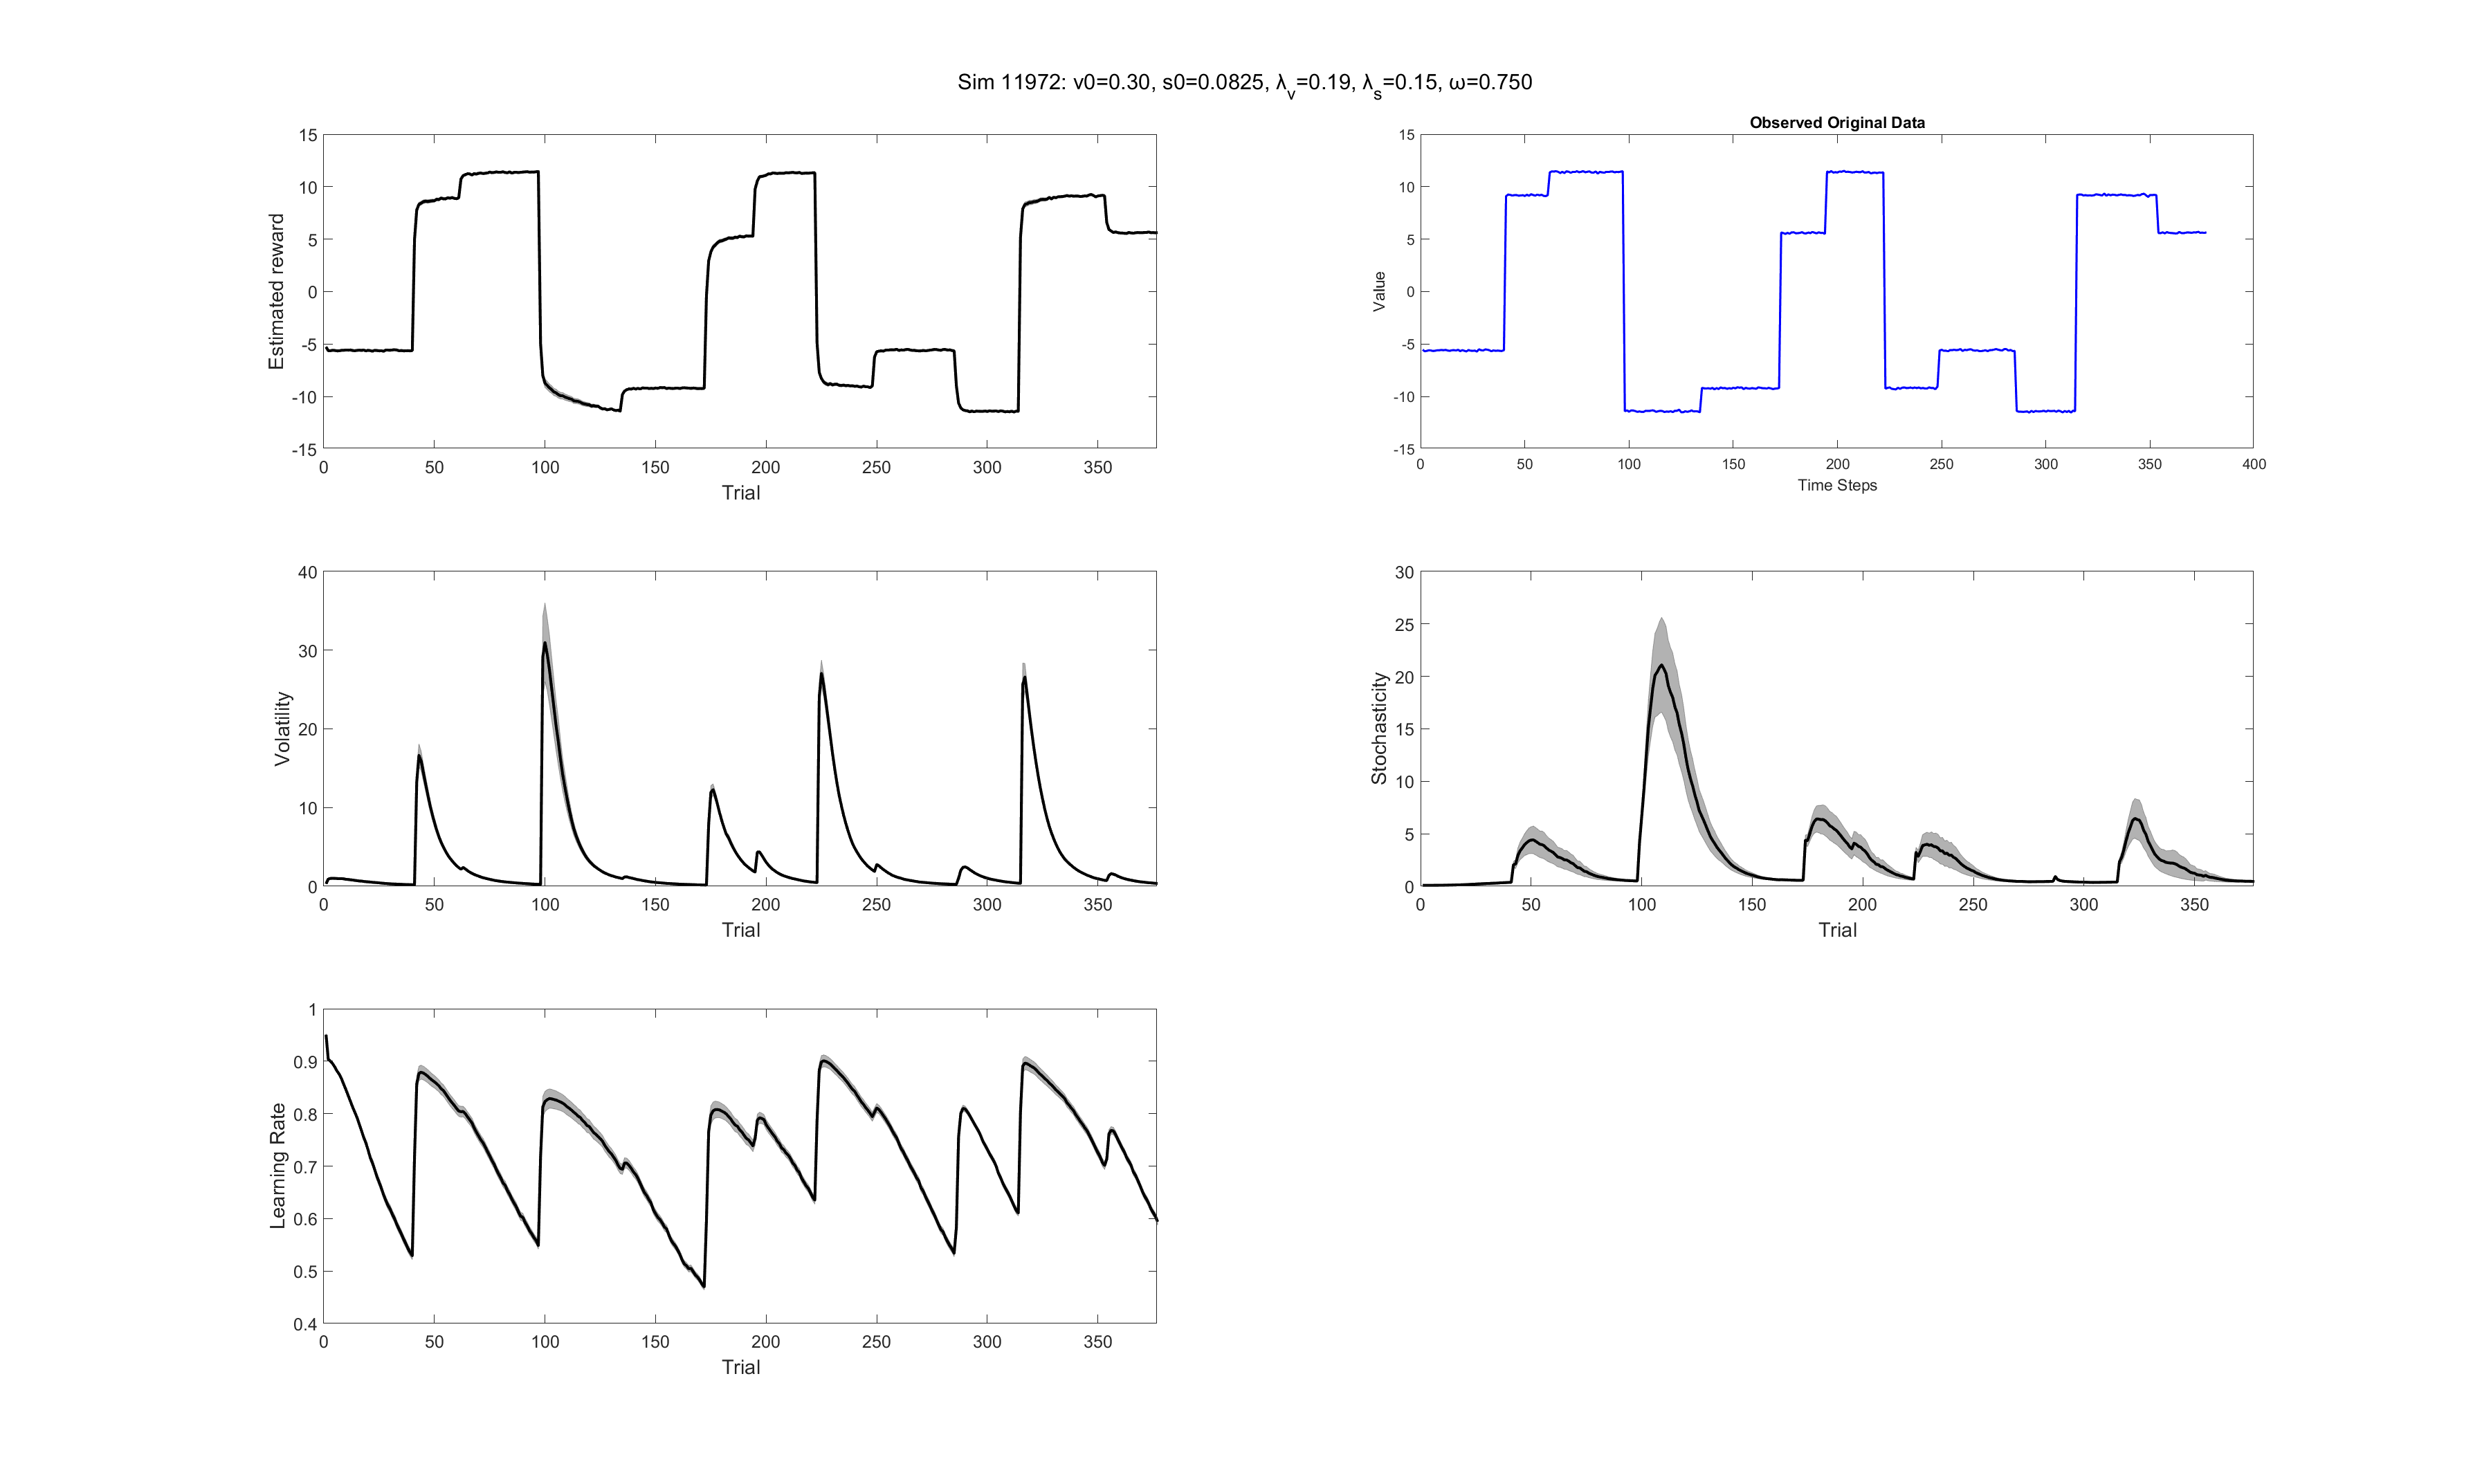 Sim 11972: v0=0.30, s0=0.0825, λ_v=0.19, λ_s=0.15, ω=0.750
15
10
5
0
-5
-10
-15
Estimated reward
0 50 100 150 200 250 300 350
Trial
Observed Original Data
15
10
5
0
-5
-10
-15
Value
0 50 100 150 200 250 300 350 400
Time Steps
40
30
20
10
0
Volatility
0 50 100 150 200 250 300 350
Trial
30
25
20
15
10
5
0
Stochasticity
0 50 100 150 200 250 300 350
Trial
1
0.9
0.8
0.7
0.6
0.5
0.4
Learning Rate
0 50 100 150 200 250 300 350
Trial